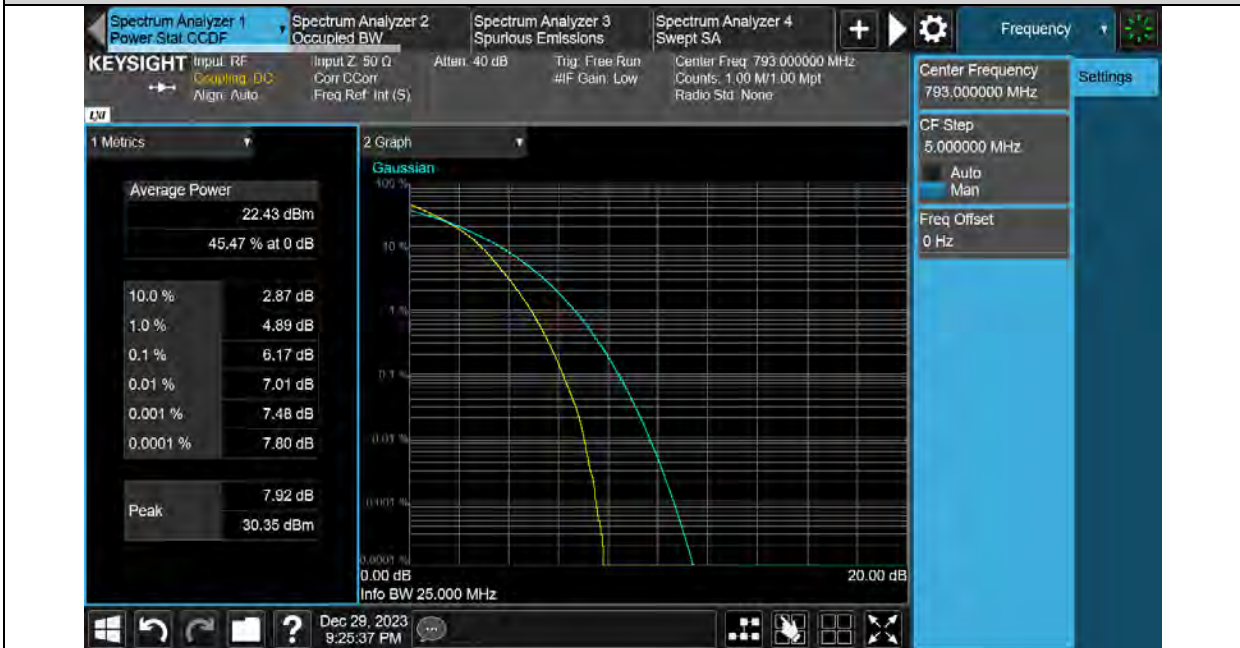 Spectrum Analyzer 1
Power Stat CCDF
Spectrum Analyzer 2
Occupied BW
Spectrum Analyzer 3
Spurious Emissions
Spectrum Analyzer 4
Swept SA
Frequency
KEYSIGHT
Input: RF
Coupling: DC
Align: Auto
Input Z: 50 Ω
Corr CCorr
Freq Ref: Int (S)
Atten: 40 dB
Trig: Free Run
#IF Gain: Low
Center Freq: 793.000000 MHz
Counts: 1.00 M/1.00 Mpt
Radio Std: None
LXI
Center Frequency
793.000000 MHz
Settings
CF Step
5.000000 MHz
Auto
Man
Freq Offset
0 Hz
1 Metrics
Average Power
22.43 dBm
45.47 % at 0 dB
10.0 % 2.87 dB
1.0 % 4.89 dB
0.1 % 6.17 dB
0.01 % 7.01 dB
0.001 % 7.48 dB
0.0001 % 7.80 dB
Peak
7.92 dB
30.35 dBm
2 Graph
Gaussian
100 %
10 %
1 %
0.1 %
0.01 %
0.001 %
0.0001 %
0.00 dB
20.00 dB
Info BW 25.000 MHz
?
Dec 29, 2023
9:25:37 PM